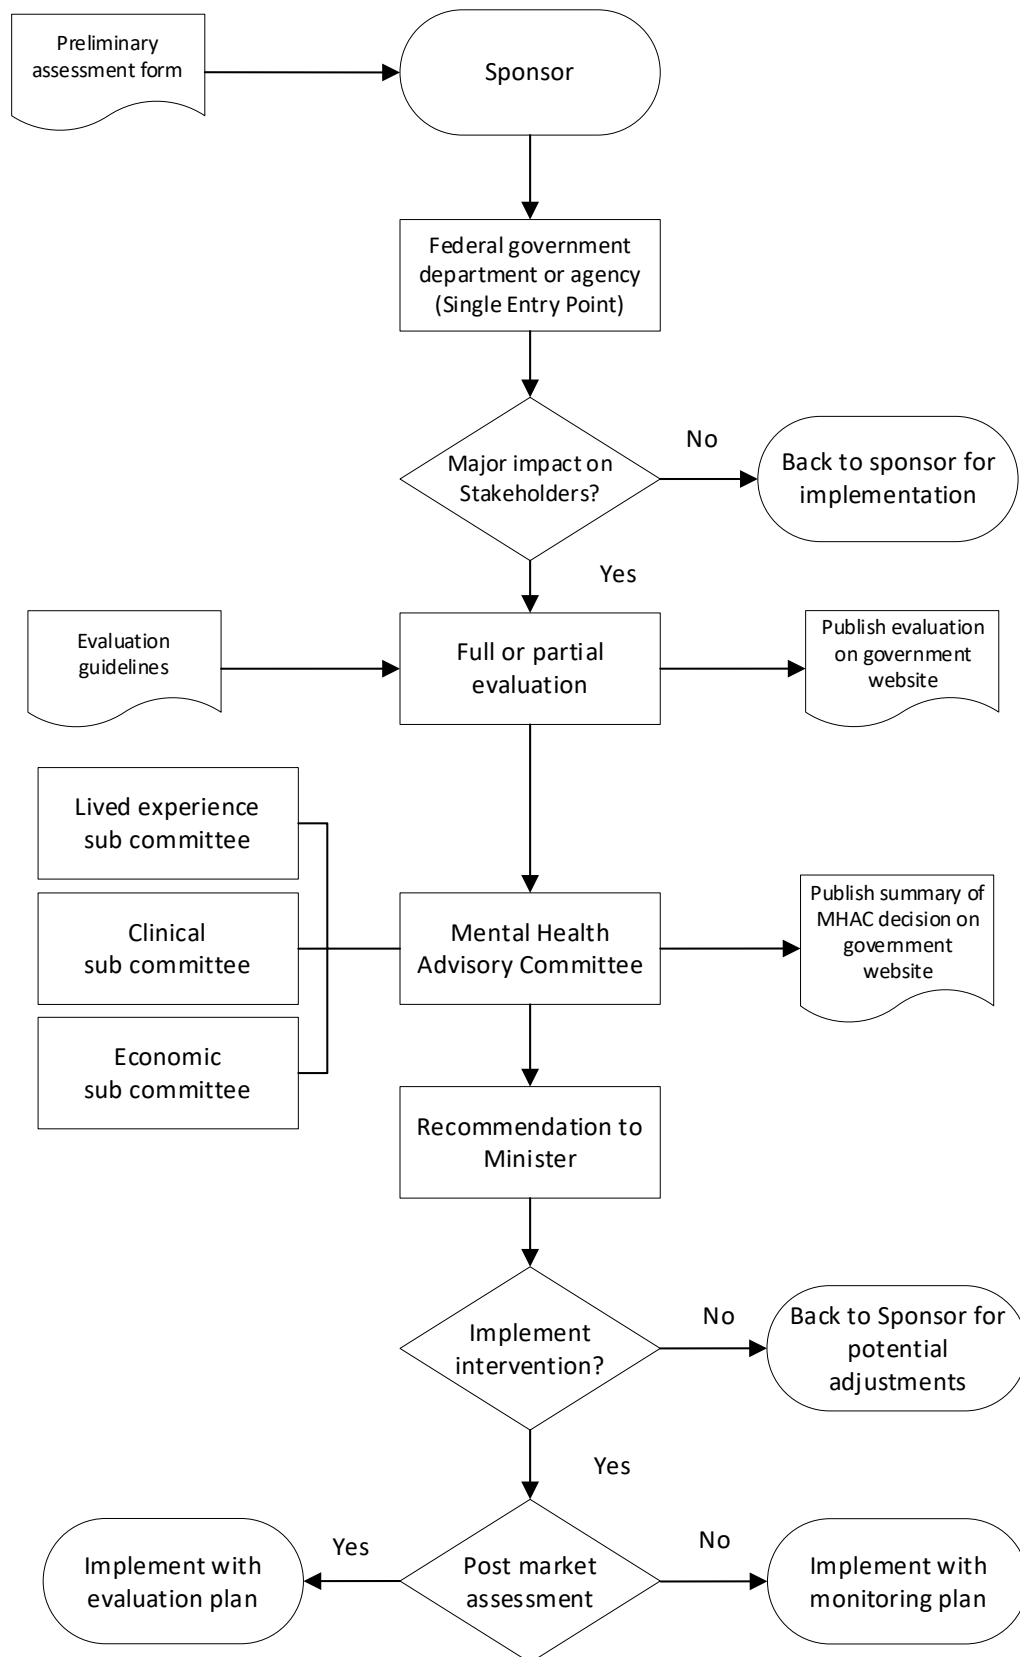 Preliminary
assessment form
Sponsor
Federal government
department or agency
(Single Entry Point)
Major impact on
Stakeholders?
No
Back to sponsor for
implementation
Yes
Evaluation
guidelines
Full or partial
evaluation
Publish evaluation
on government
website
Lived experience
sub committee
Clinical
sub committee
Economic
sub committee
Mental Health
Advisory Committee
Publish summary of
MHAC decision on
government
website
Recommendation to
Minister
Implement
intervention?
No
Back to Sponsor for
potential
adjustments
Yes
Implement with
evaluation plan
Yes
Post market
assessment
No
Implement with
monitoring plan